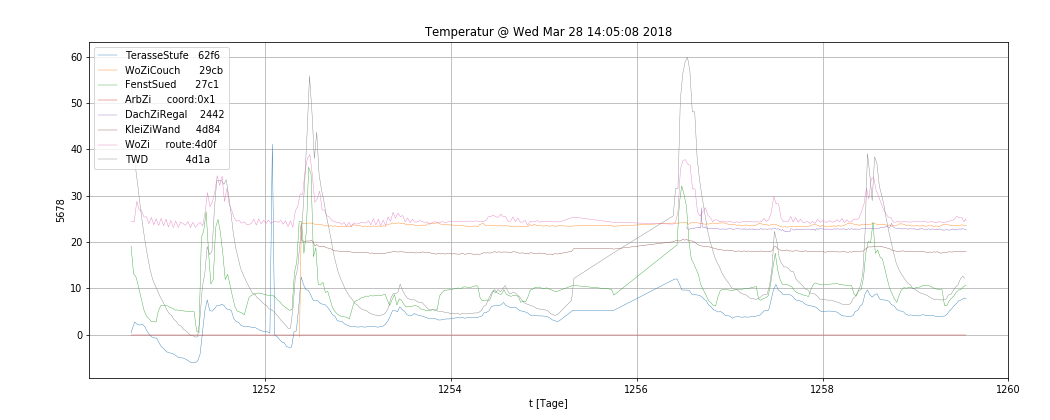 Temperatur @ Wed Mar 28 14:05:08 2018
60
50
40
30
20
10
0
5678
TerasseStufe 62f6
WoZiCouch 29cb
FenstSued 27c1
ArbZi coord:0x1
DachZiRegal 2442
KleiZiWand 4d84
WoZi route:4d0f
TWD 4d1a
1252 1254 1256 1258 1260
t [Tage]